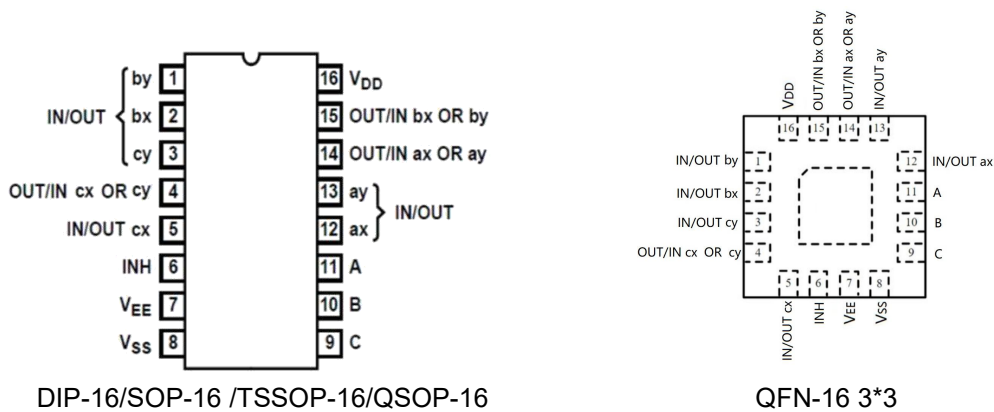 by 1
bx 2
cy 3
IN/OUT
OUT/IN cx OR cy 4
IN/OUT cx 5
INH 6
VEE 7
VSS 8
16 VDD
15 OUT/IN bx OR by
14 OUT/IN ax OR ay
13 ay
12 ax
IN/OUT
11 A
10 B
9 C
DIP-16/SOP-16 /TSSOP-16/QSOP-16
VDD
OUT/IN bx OR by
OUT/IN ax OR ay
IN/OUT ay
16 15 14 13
IN/OUT by 1
IN/OUT bx 2
IN/OUT cy 3
OUT/IN cx OR cy 4
12 IN/OUT ax
11 A
10 B
9 C
5 6 7 8
IN/OUT cx
INH
VEE
VSS
QFN-16 3*3